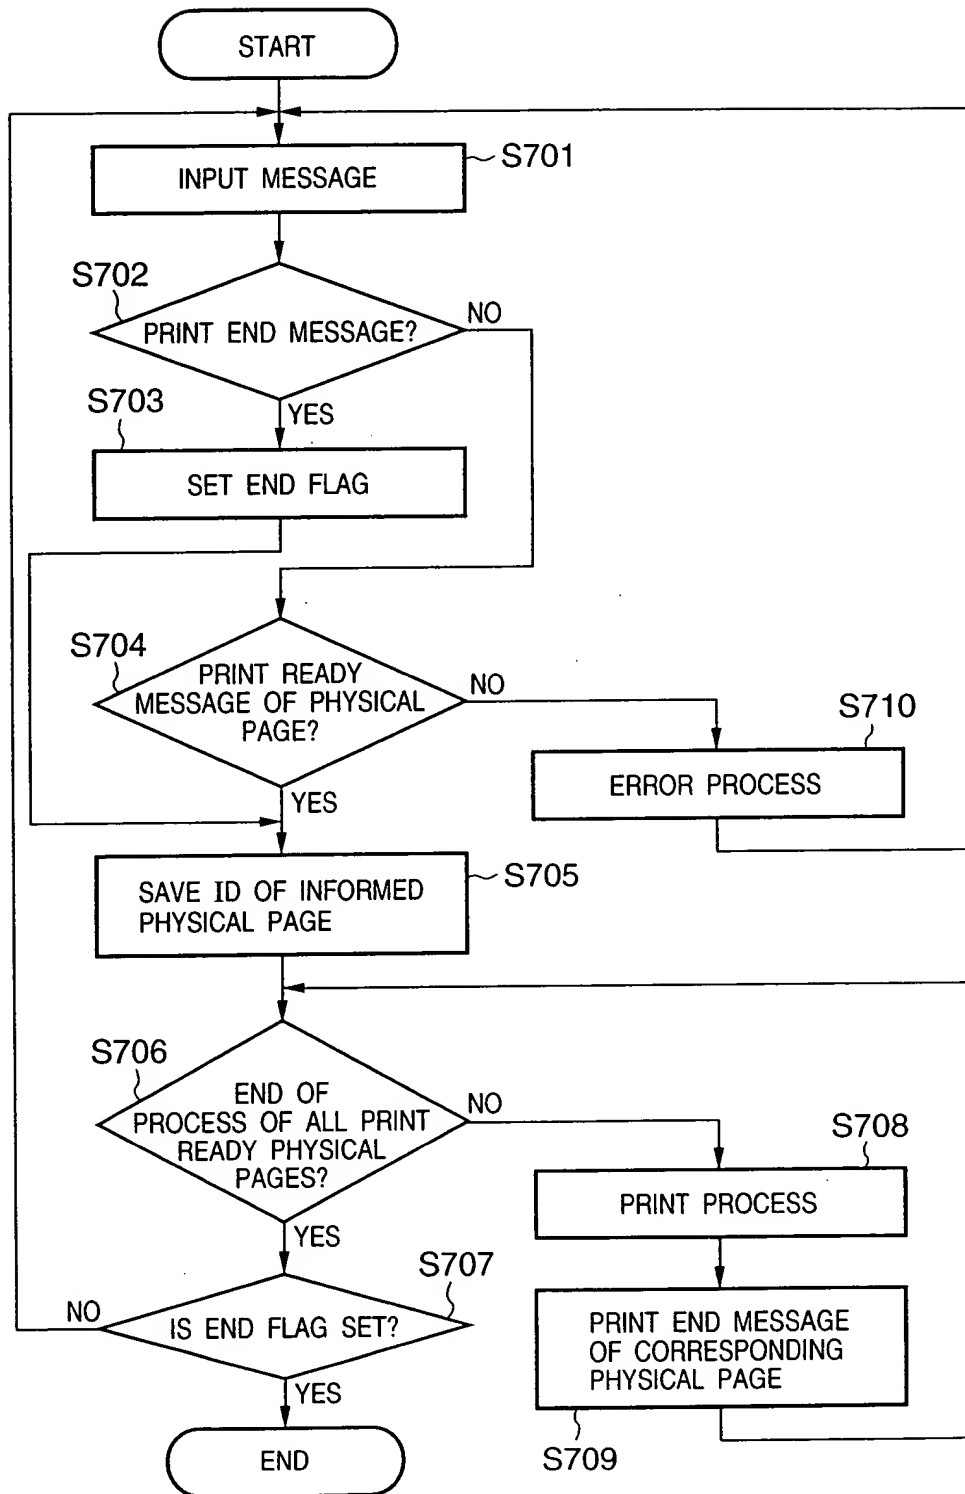 START
INPUT MESSAGE
S701
S702
PRINT END MESSAGE?
NO
YES
S703
SET END FLAG
S704
PRINT READY
MESSAGE OF PHYSICAL
PAGE?
NO
YES
S710
ERROR PROCESS
SAVE ID OF INFORMED
PHYSICAL PAGE
S705
S706
END OF
PROCESS OF ALL PRINT
READY PHYSICAL
PAGES?
NO
YES
S708
PRINT PROCESS
S707
IS END FLAG SET?
NO
YES
PRINT END MESSAGE
OF CORRESPONDING
PHYSICAL PAGE
S709
END